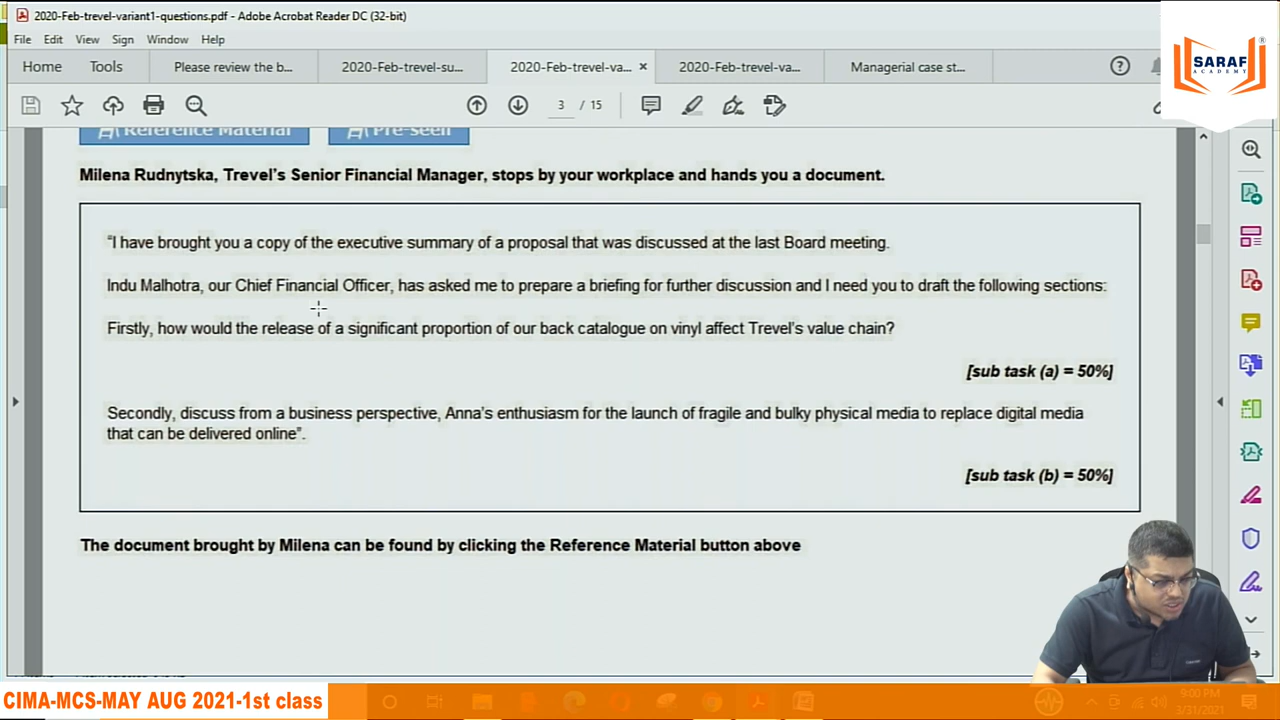 2020-Feb-trevel-variant1-questions.pdf - Adobe Acrobat Reader DC (32-bit)
File Edit View Sign Window Help
SARAF
ACADEMY
®
Home Tools Please review the b... 2020-Feb-trevel-su... 2020-Feb-trevel-va... × 2020-Feb-trevel-va... Managerial case st...
3 / 15
Reference Material Pre-seen
Milena Rudnytska, Trevel's Senior Financial Manager, stops by your workplace and hands you a document.
"I have brought you a copy of the executive summary of a proposal that was discussed at the last Board meeting.
Indu Malhotra, our Chief Financial Officer, has asked me to prepare a briefing for further discussion and I need you to draft the following sections:
Firstly, how would the release of a significant proportion of our back catalogue on vinyl affect Trevel's value chain?
[sub task (a) = 50%]
Secondly, discuss from a business perspective, Anna's enthusiasm for the launch of fragile and bulky physical media to replace digital media
that can be delivered online".
[sub task (b) = 50%]
The document brought by Milena can be found by clicking the Reference Material button above
CIMA-MCS-MAY AUG 2021-1st class
9:00 PM
3/31/2021